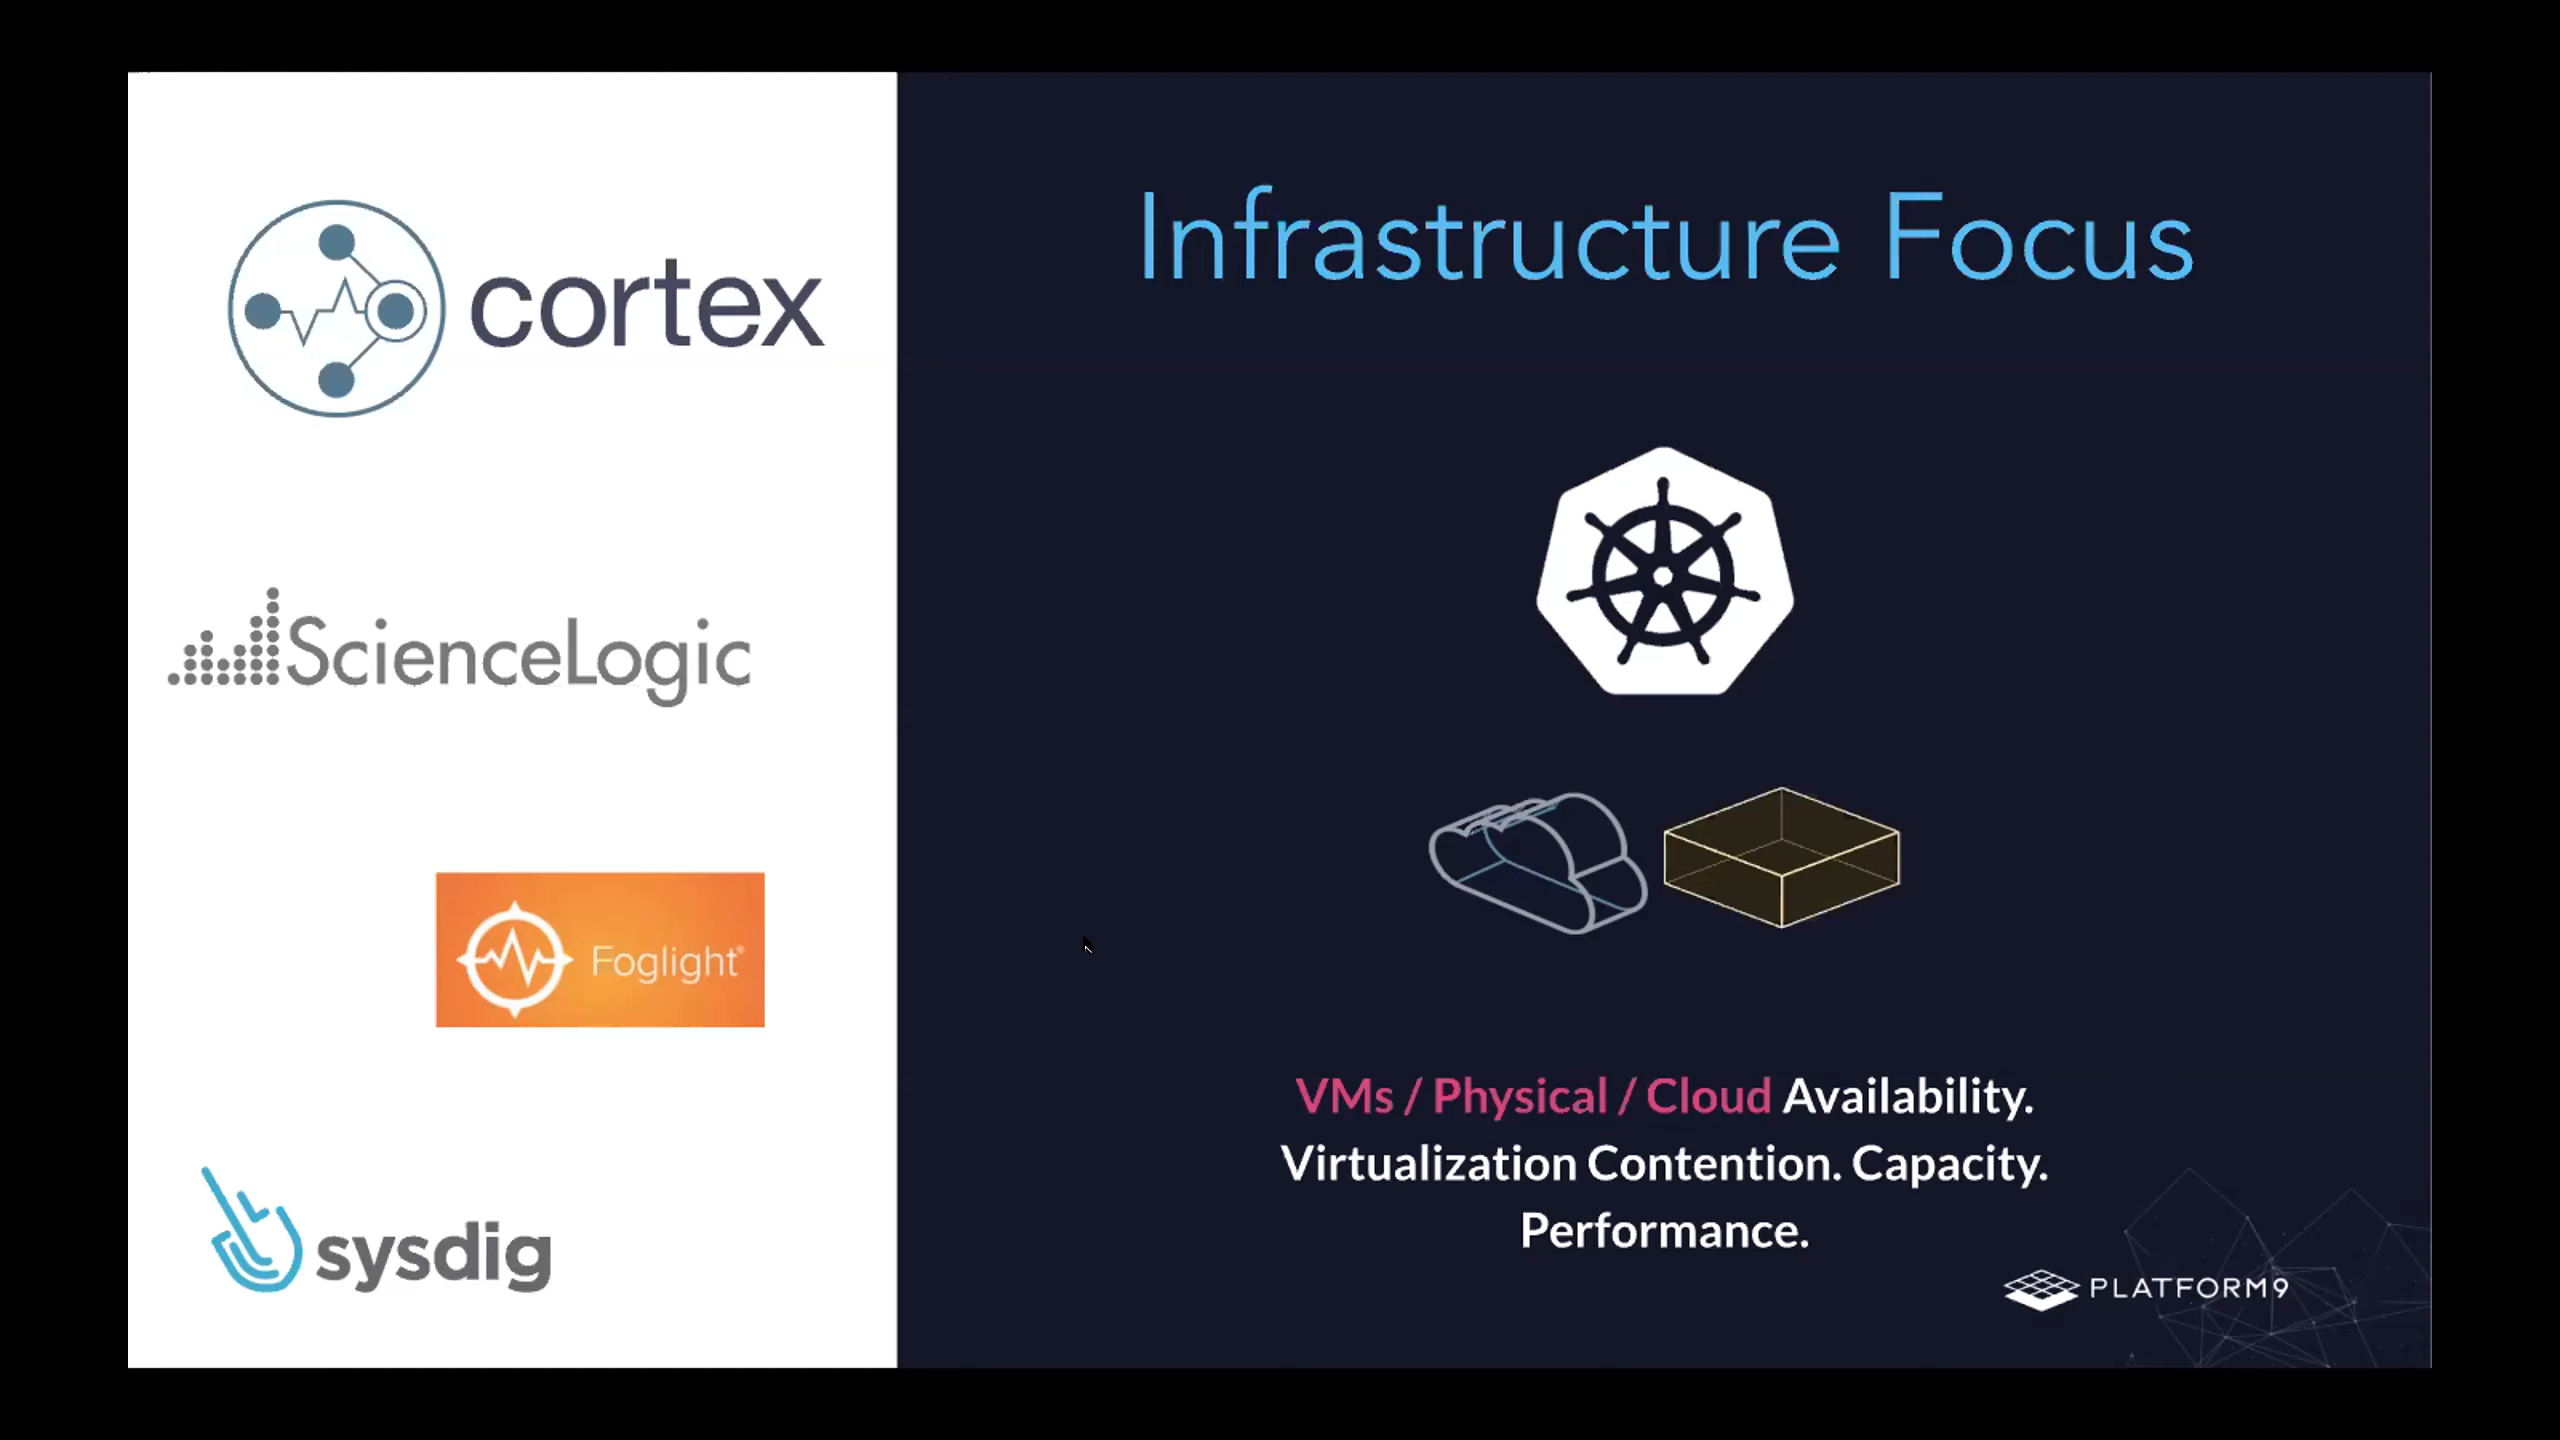 cortex
ScienceLogic
Foglight®
sysdig
Infrastructure Focus
VMs / Physical / Cloud Availability.
Virtualization Contention. Capacity.
Performance.
PLATFORM9